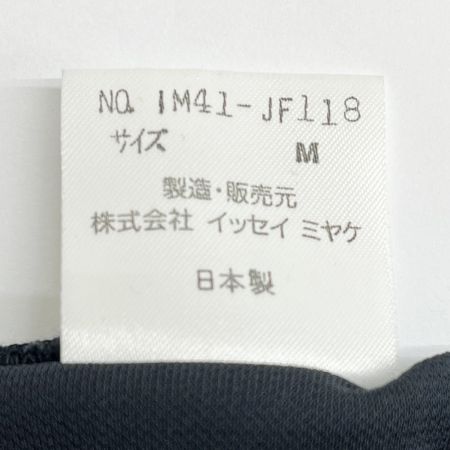 NO. IM41-JF118
サイズ M
製造・販売元
株式会社 イッセイ ミヤケ
日本製